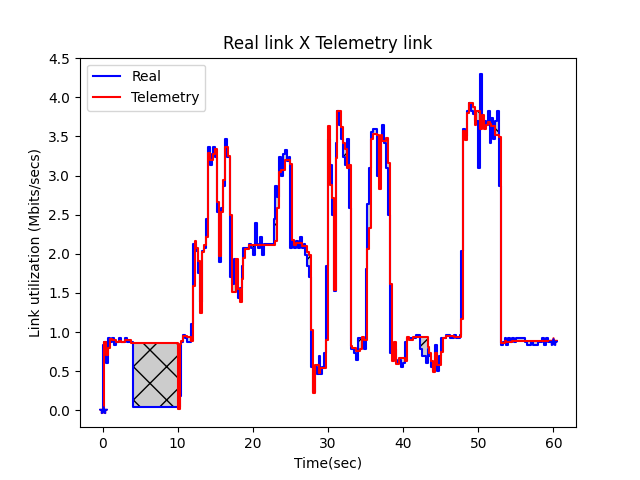 Real link X Telemetry link
Real
Telemetry
Link utilization (Mbits/secs)
4.5
4.0
3.5
3.0
2.5
2.0
1.5
1.0
0.5
0.0
0 10 20 30 40 50 60
Time(sec)